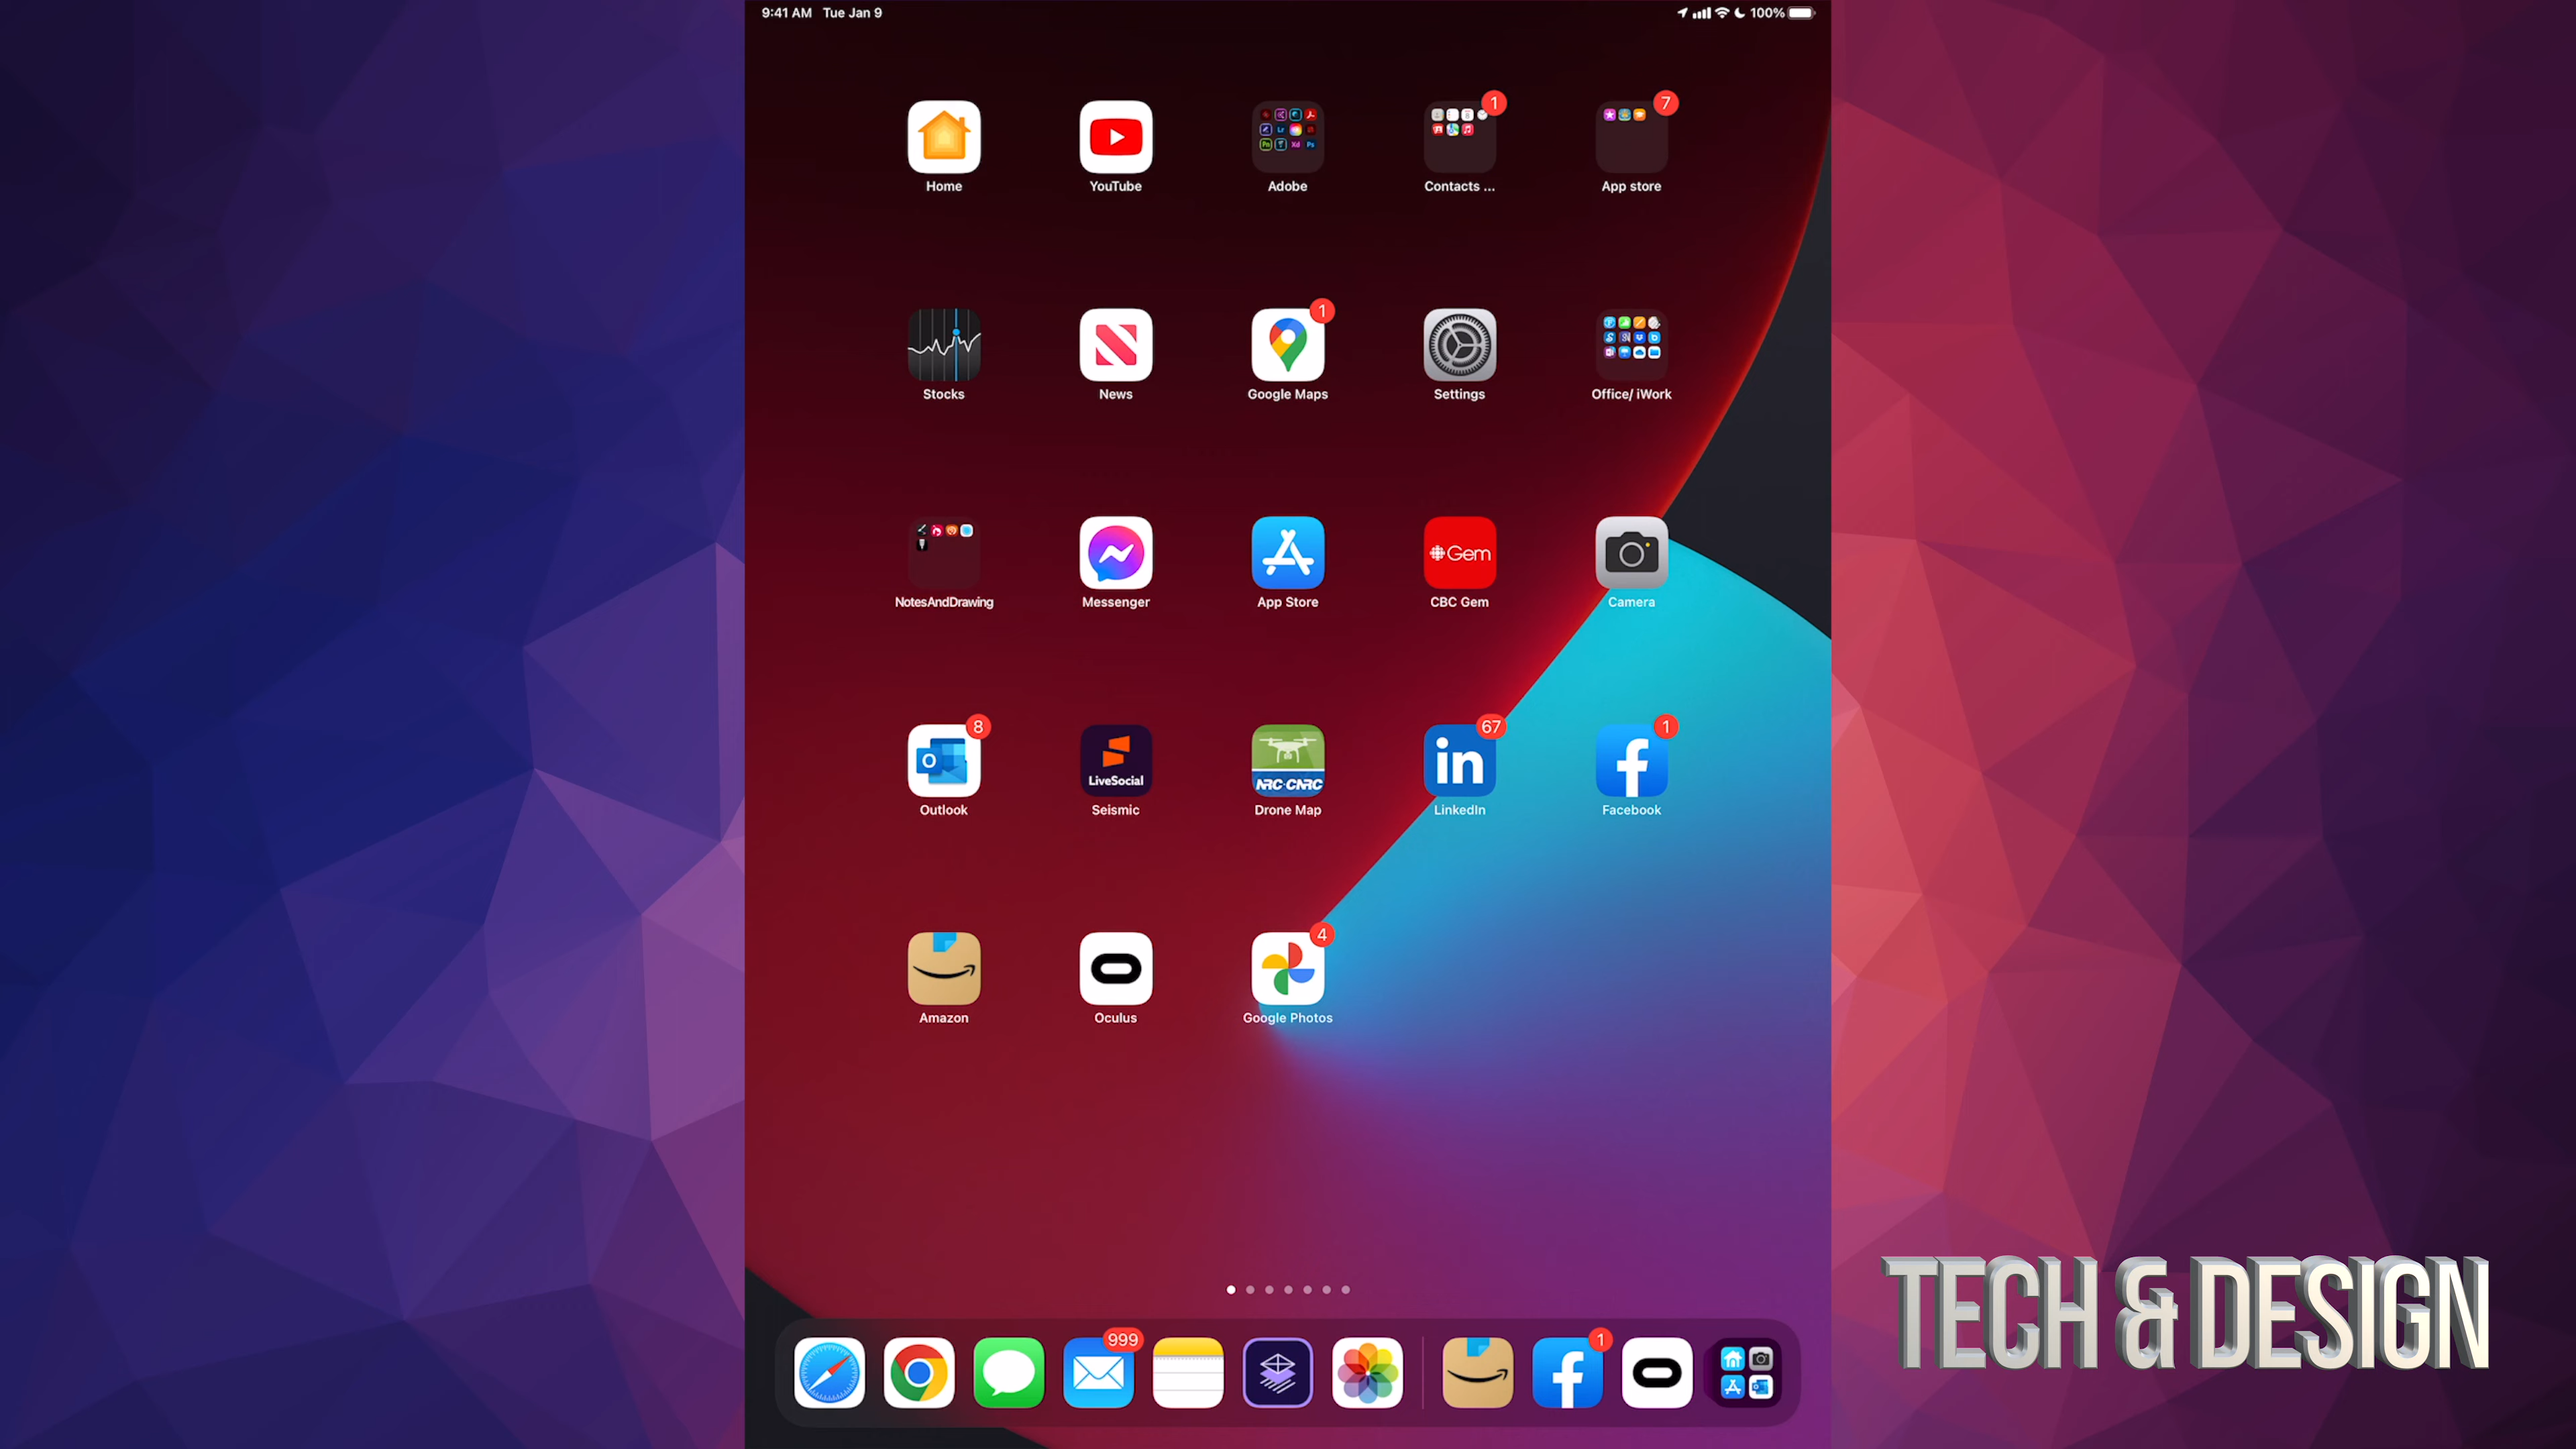 9:41 AM Tue Jan 9 100%
1 7
Home YouTube Adobe Contacts ... App store
1
Stocks News Google Maps Settings Office/ iWork
Gem
NotesAndDrawing Messenger App Store CBC Gem Camera
8 67 1
LiveSocial NRC·CNRC in
Outlook Seismic Drone Map LinkedIn Facebook
4
Amazon Oculus Google Photos
999 1
TECH & DESIGN